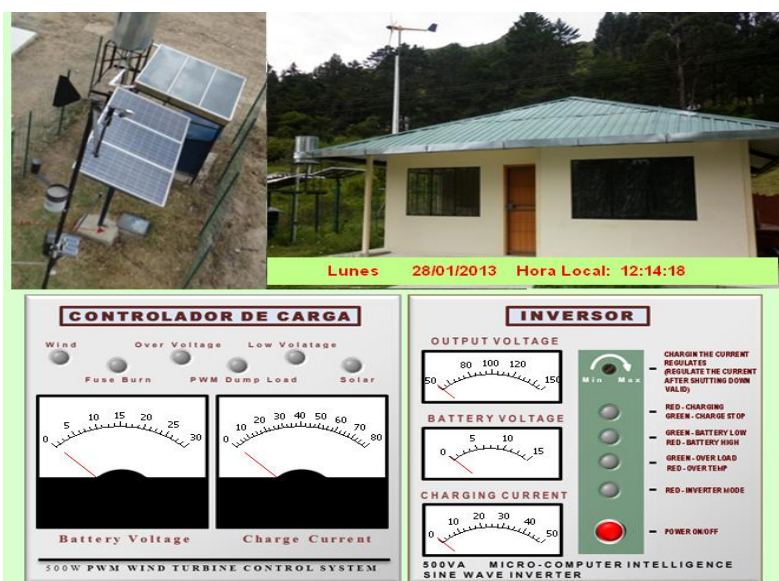 Lunes 28/01/2013 Hora Local: 12:14:18
CONTROLADOR DE CARGA
Wind Over Voltage Low Volatage
Fuse Burn PWM Dump Load Solar
0 5 10 15 20 25 30
Battery Voltage
0 10 20 30 40 50 60 70 80
Charge Current
500W PWM WIND TURBINE CONTROL SYSTEM
INVERSOR
OUTPUT VOLTAGE
50 80 100 120 150
BATTERY VOLTAGE
0 5 10 15
CHARGING CURRENT
0 10 20 30 40 50
Min Max
CHARGIN THE CURRENT
REGULATES
(REGULATE THE CURRENT
AFTER SHUTTING DOWN
VALID)
RED - CHARGING
GREEN - CHARGE STOP
GREEN - BATTERY LOW
RED - BATTERY HIGH
GREEN - OVER LOAD
RED - OVER TEMP
RED - INVERTER MODE
POWER ON/OFF
500VA MICRO-COMPUTER INTELLIGENCE
SINE WAVE INVERTER